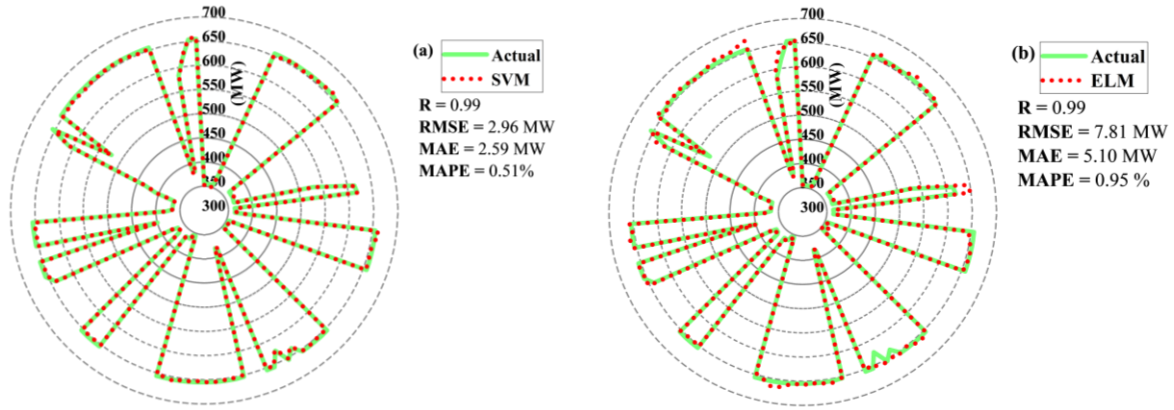 700
650
600
550
500
450
400
350
300
(MW)
(a)
Actual
SVM
R = 0.99
RMSE = 2.96 MW
MAE = 2.59 MW
MAPE = 0.51%
700
650
600
550
500
450
400
350
300
(MW)
(b)
Actual
ELM
R = 0.99
RMSE = 7.81 MW
MAE = 5.10 MW
MAPE = 0.95 %